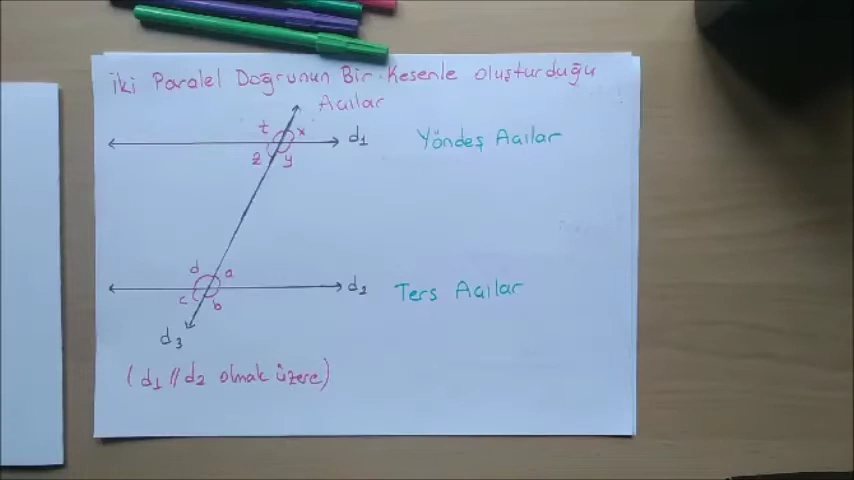 İki Paralel Doğrunun Bir Kesenle oluşturduğu
Açılar
t x
d1
Yöndeş Açılar
z y
d a
d2
Ters Açılar
c b
d3
(d1 // d2 olmak üzere)